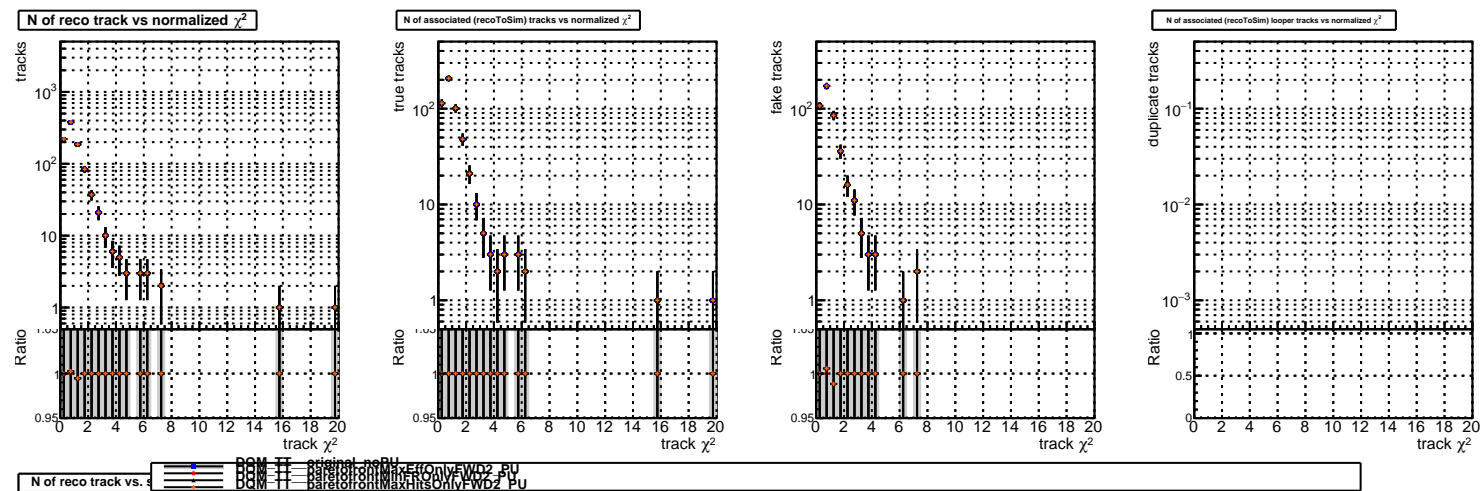 N of reco track vs normalized χ²
N of associated (recoToSim) tracks vs normalized χ²
N of associated (recoToSim) looper tracks vs normalized χ²
tracks
10³
10²
10
1
Ratio
1
0.95
0 2 4 6 8 10 12 14 16 18 20
track χ²
true tracks
10²
10
1
Ratio
1
0.95
0 2 4 6 8 10 12 14 16 18 20
track χ²
fake tracks
10²
10
1
Ratio
1
0.95
0 2 4 6 8 10 12 14 16 18 20
track χ²
duplicate tracks
10⁻¹
10⁻²
10⁻³
Ratio
1
0.5
0
0 2 4 6 8 10 12 14 16 18 20
track χ²
N of reco track vs.
DQM_TT__original_noPU
DQM_TT__paretofrontMaxEffOnlyFWD2_PU
DQM_TT__paretofrontMinFROnlyFWD2_PU
DQM_TT__paretofrontMaxHitsOnlyFWD2_PU